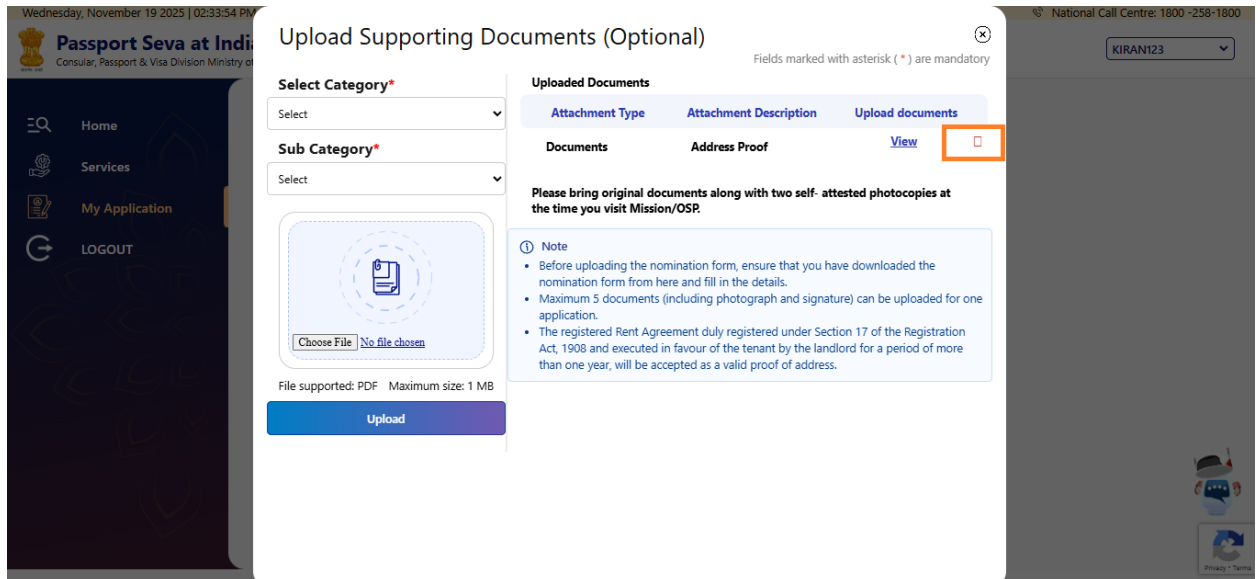 Wednesday, November 19 2025 | 02:33:54 PM
National Call Centre: 1800 -258-1800
Passport Seva at Indi
Consular, Passport & Visa Division Ministry of
KIRAN123
Home
Services
My Application
LOGOUT
Upload Supporting Documents (Optional)
Fields marked with asterisk ( * ) are mandatory
Select Category*
Select
Sub Category*
Select
Choose File No file chosen
File supported: PDF Maximum size: 1 MB
Upload
Uploaded Documents
Attachment Type Attachment Description Upload documents
Documents Address Proof View
Please bring original documents along with two self- attested photocopies at
the time you visit Mission/OSP.
Note
• Before uploading the nomination form, ensure that you have downloaded the
nomination form from here and fill in the details.
• Maximum 5 documents (including photograph and signature) can be uploaded for one
application.
• The registered Rent Agreement duly registered under Section 17 of the Registration
Act, 1908 and executed in favour of the tenant by the landlord for a period of more
than one year, will be accepted as a valid proof of address.
Privacy - Terms